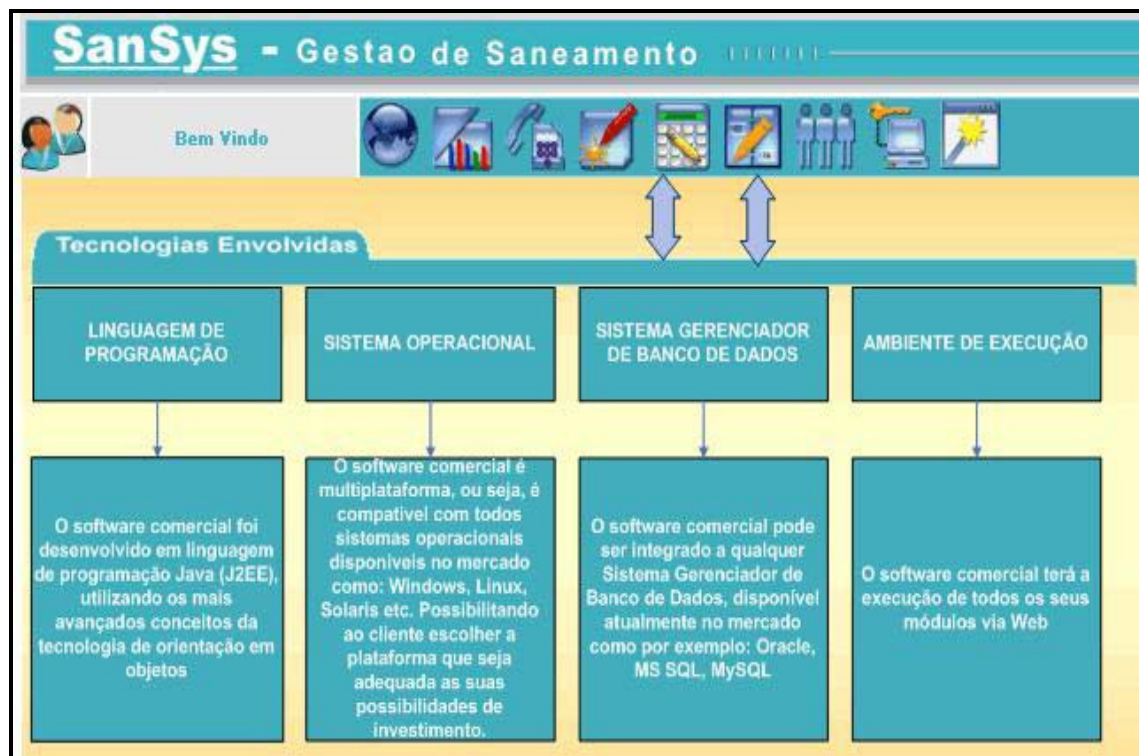 SanSys - Gestao de Saneamento
Bem Vindo
Tecnologias Envolvidas
LINGUAGEM DE
PROGRAMAÇÃO
SISTEMA OPERACIONAL
SISTEMA GERENCIADOR
DE BANCO DE DADOS
AMBIENTE DE EXECUÇÃO
O software comercial foi
desenvolvido em linguagem
de programação Java (J2EE),
utilizando os mais
avançados conceitos da
tecnologia de orientação em
objetos
O software comercial é
multiplataforma, ou seja, é
compativel com todos
sistemas operacionais
disponíveis no mercado
como: Windows, Linux,
Solaris etc. Possibilitando
ao cliente escolher a
plataforma que seja
adequada as suas
possibilidades de
investimento.
O software comercial pode
ser integrado a qualquer
Sistema Gerenciador de
Banco de Dados, disponível
atualmente no mercado
como por exemplo: Oracle,
MS SQL, MySQL
O software comercial terá a
execução de todos os seus
módulos via Web